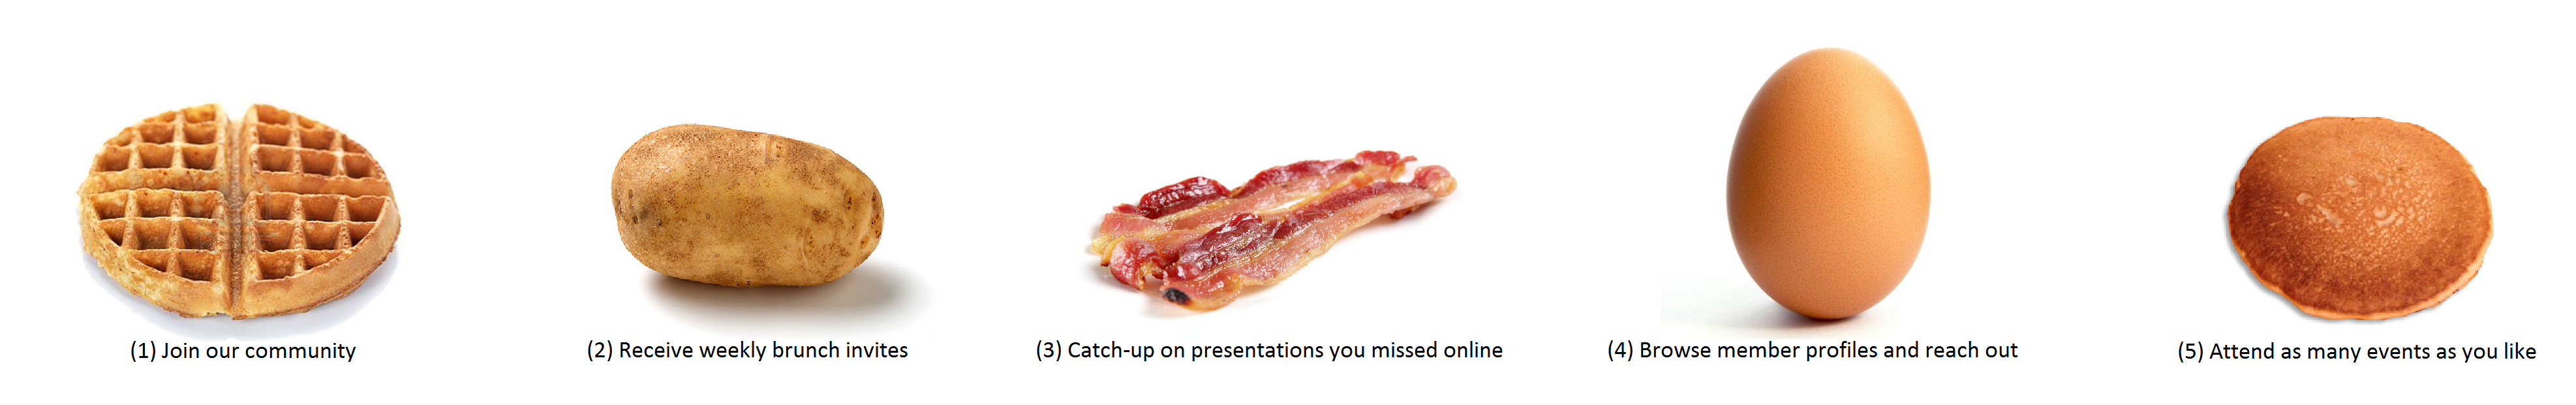 (1) Join our community
(2) Receive weekly brunch invites
(3) Catch-up on presentations you missed online
(4) Browse member profiles and reach out
(5) Attend as many events as you like